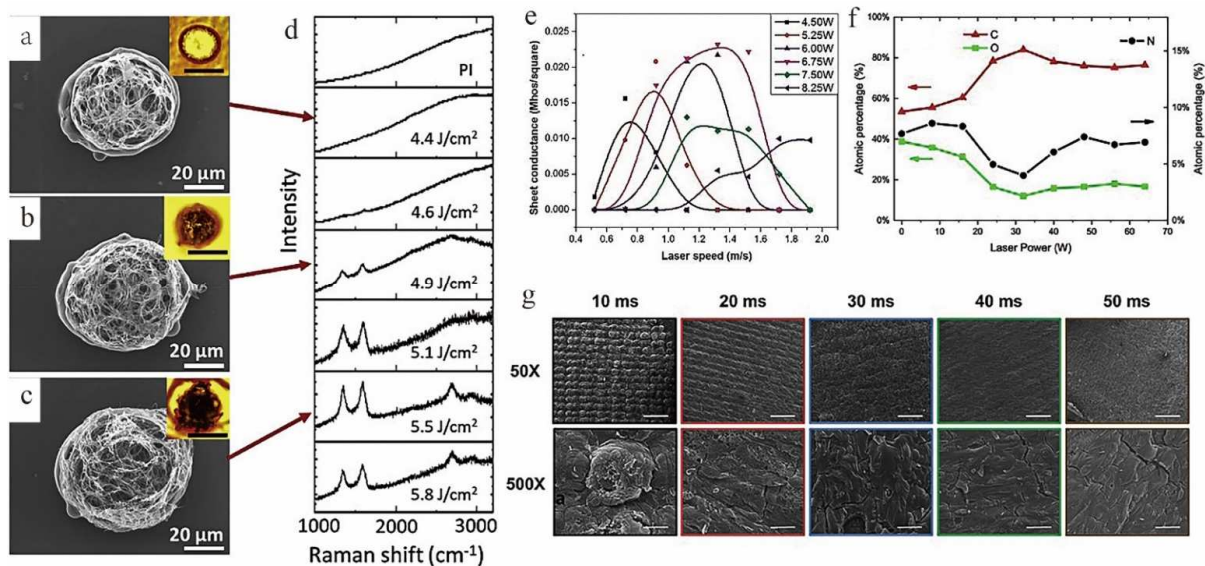 a
20 μm
b
20 μm
c
20 μm
d
Intensity
PI
4.4 J/cm²
4.6 J/cm²
4.9 J/cm²
5.1 J/cm²
5.5 J/cm²
5.8 J/cm²
1000 2000 3000
Raman shift (cm⁻¹)
e
Sheet conductance (Mhos/square)
0.025
0.020
0.015
0.010
0.005
0.000
4.50W
5.25W
6.00W
6.75W
7.50W
8.25W
0.4 0.6 0.8 1.0 1.2 1.4 1.6 1.8 2.0
Laser speed (m/s)
f
Atomic percentage (%)
100%
80%
60%
40%
20%
0%
C
O
N
15%
10%
5%
0%
Atomic percentage (%)
0 10 20 30 40 50 60 70
Laser Power (W)
g
10 ms 20 ms 30 ms 40 ms 50 ms
50X
500X
a